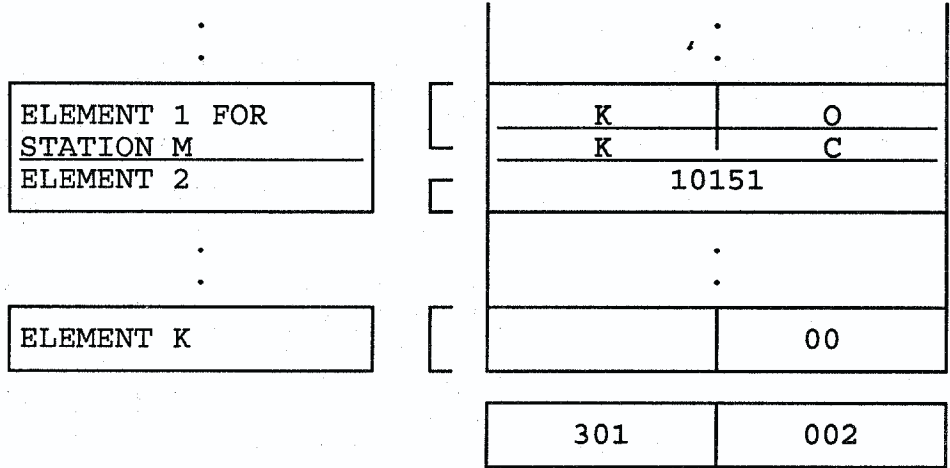 ELEMENT 1 FOR
STATION M
K O
K C
ELEMENT 2
10151
ELEMENT K
00
301 002